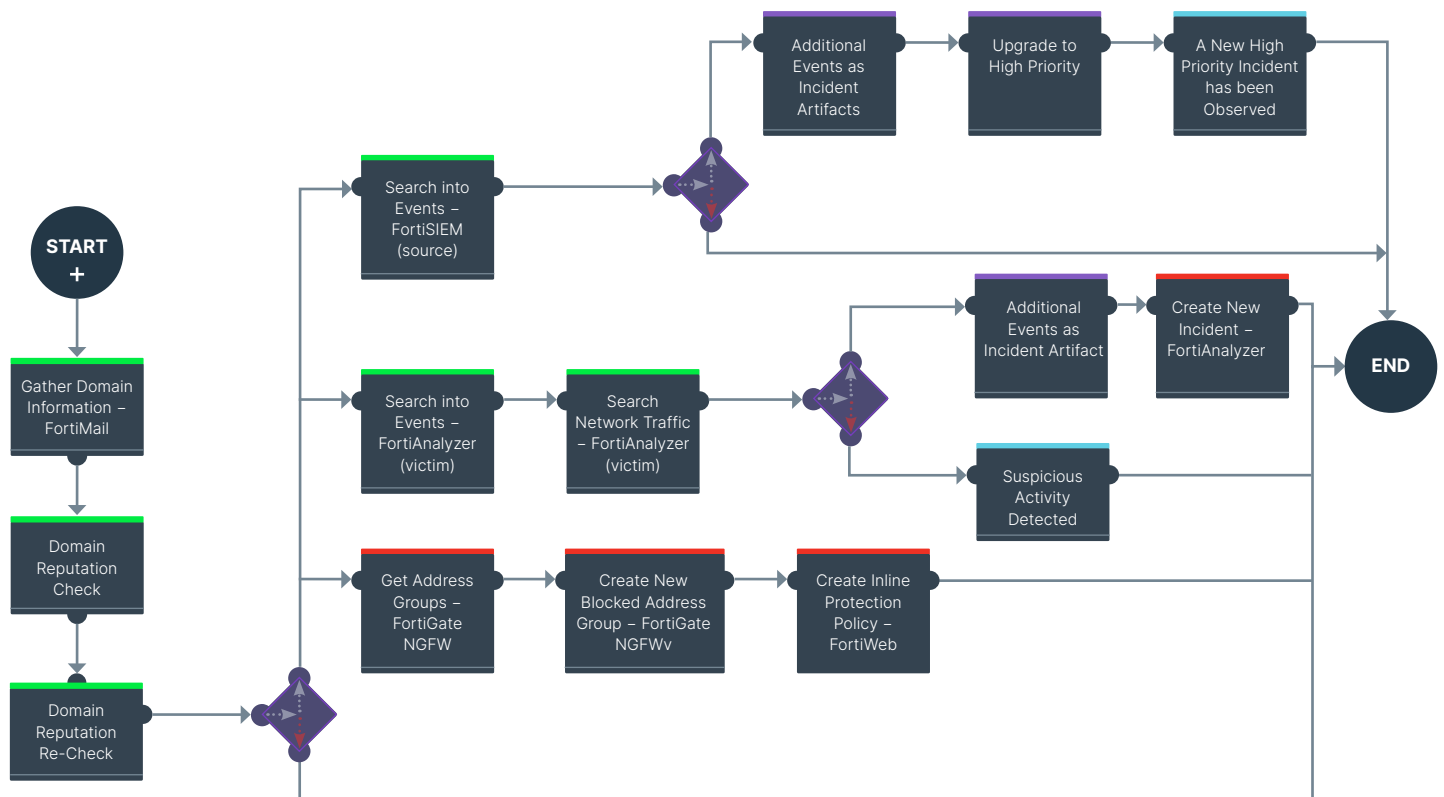 START
+
Gather Domain
Information –
FortiMail
Domain
Reputation
Check
Domain
Reputation
Re-Check
Search into
Events –
FortiSIEM
(source)
Additional
Events as
Incident
Artifacts
Upgrade to
High Priority
A New High
Priority Incident
has been
Observed
Search into
Events –
FortiAnalyzer
(victim)
Search
Network Traffic
– FortiAnalyzer
(victim)
Additional
Events as
Incident Artifact
Create New
Incident –
FortiAnalyzer
Suspicious
Activity
Detected
Get Address
Groups –
FortiGate
NGFW
Create New
Blocked Address
Group – FortiGate
NGFWv
Create Inline
Protection
Policy –
FortiWeb
END